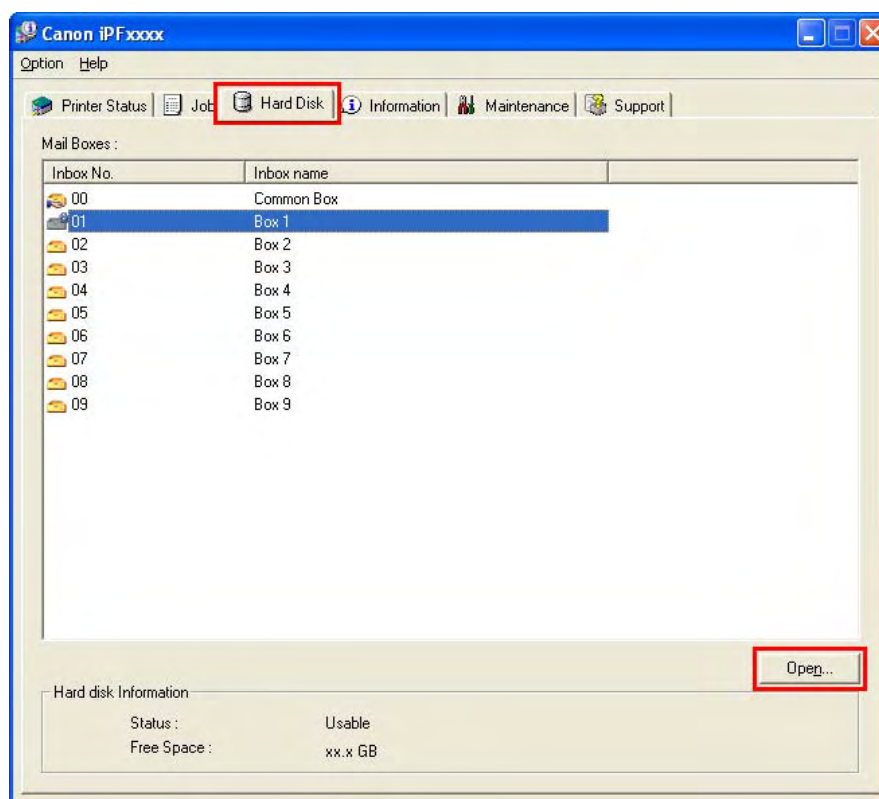 Canon iPFxxxx
Option Help
Printer Status Job Hard Disk Information Maintenance Support
Mail Boxes :
Inbox No. Inbox name
00 Common Box
01 Box 1
02 Box 2
03 Box 3
04 Box 4
05 Box 5
06 Box 6
07 Box 7
08 Box 8
09 Box 9
Open...
Hard disk Information
Status : Usable
Free Space : xx.x GB